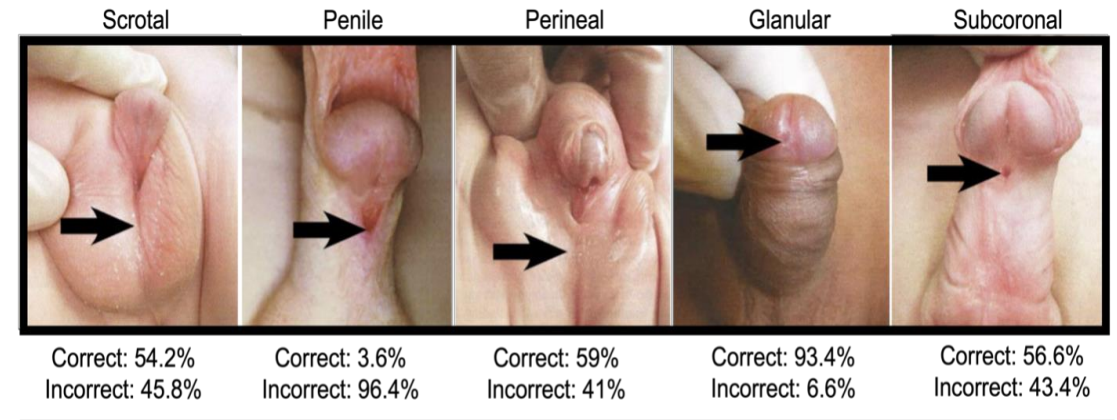 Scrotal Penile Perineal Glanular Subcoronal
Correct: 54.2% Correct: 3.6% Correct: 59% Correct: 93.4% Correct: 56.6%
Incorrect: 45.8% Incorrect: 96.4% Incorrect: 41% Incorrect: 6.6% Incorrect: 43.4%